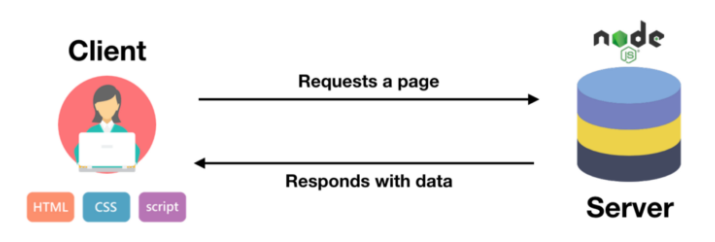 Client
Requests a page
Responds with data
HTML CSS script
node
JS
Server